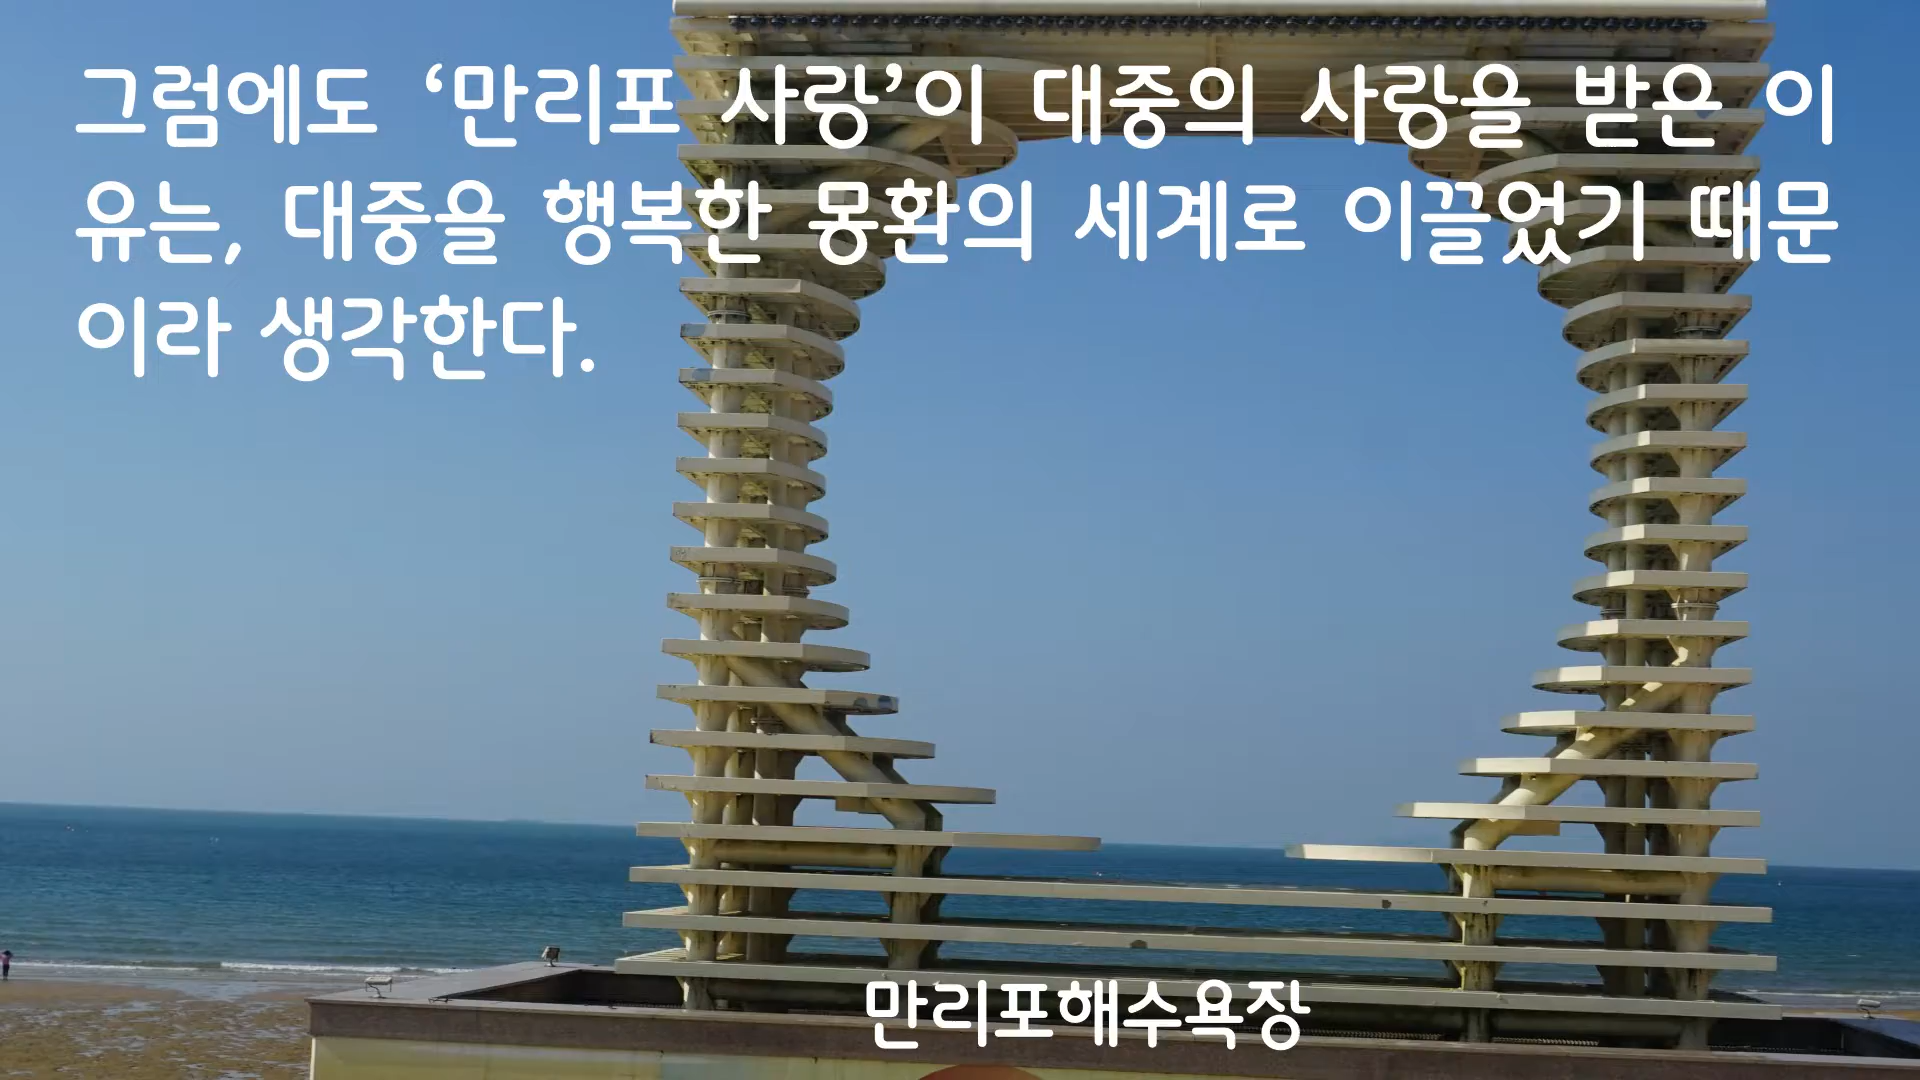 그럼에도 ‘만리포 사랑’이 대중의 사랑을 받은 이
유는, 대중을 행복한 몽환의 세계로 이끌었기 때문
이라 생각한다.
만리포해수욕장